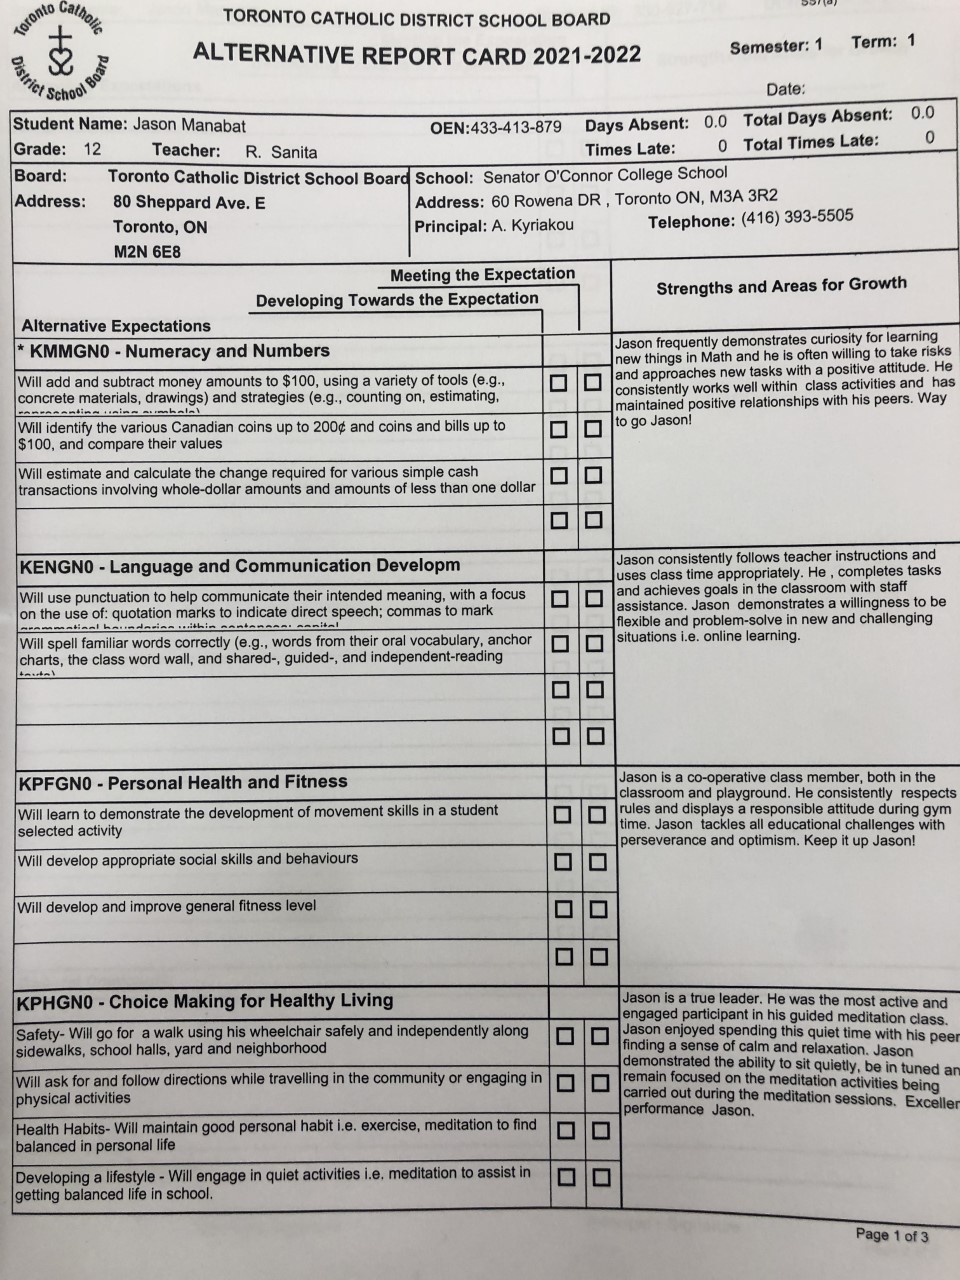 Toronto Catholic
District School Board
TORONTO CATHOLIC DISTRICT SCHOOL BOARD
ALTERNATIVE REPORT CARD 2021-2022
Semester: 1 Term: 1
Date:
Student Name: Jason Manabat
OEN:433-413-879
Days Absent: 0.0 Total Days Absent: 0.0
Grade: 12 Teacher: R. Sanita
Times Late: 0 Total Times Late: 0
Board: Toronto Catholic District School Board
Address: 80 Sheppard Ave. E
Toronto, ON
M2N 6E8
School: Senator O'Connor College School
Address: 60 Rowena DR , Toronto ON, M3A 3R2
Principal: A. Kyriakou Telephone: (416) 393-5505
Meeting the Expectation
Developing Towards the Expectation
Alternative Expectations
Strengths and Areas for Growth
* KMMGN0 - Numeracy and Numbers
Will add and subtract money amounts to $100, using a variety of tools (e.g.,
concrete materials, drawings) and strategies (e.g., counting on, estimating,
Will identify the various Canadian coins up to 200¢ and coins and bills up to
$100, and compare their values
Will estimate and calculate the change required for various simple cash
transactions involving whole-dollar amounts and amounts of less than one dollar
Jason frequently demonstrates curiosity for learning
new things in Math and he is often willing to take risks
and approaches new tasks with a positive attitude. He
consistently works well within class activities and has
maintained positive relationships with his peers. Way
to go Jason!
KENGN0 - Language and Communication Developm
Will use punctuation to help communicate their intended meaning, with a focus
on the use of: quotation marks to indicate direct speech; commas to mark
Will spell familiar words correctly (e.g., words from their oral vocabulary, anchor
charts, the class word wall, and shared-, guided-, and independent-reading
Jason consistently follows teacher instructions and
uses class time appropriately. He , completes tasks
and achieves goals in the classroom with staff
assistance. Jason demonstrates a willingness to be
flexible and problem-solve in new and challenging
situations i.e. online learning.
KPFGN0 - Personal Health and Fitness
Will learn to demonstrate the development of movement skills in a student
selected activity
Will develop appropriate social skills and behaviours
Will develop and improve general fitness level
Jason is a co-operative class member, both in the
classroom and playground. He consistently respects
rules and displays a responsible attitude during gym
time. Jason tackles all educational challenges with
perseverance and optimism. Keep it up Jason!
KPHGN0 - Choice Making for Healthy Living
Safety- Will go for a walk using his wheelchair safely and independently along
sidewalks, school halls, yard and neighborhood
Will ask for and follow directions while travelling in the community or engaging in
physical activities
Health Habits- Will maintain good personal habit i.e. exercise, meditation to find
balanced in personal life
Developing a lifestyle - Will engage in quiet activities i.e. meditation to assist in
getting balanced life in school.
Jason is a true leader. He was the most active and
engaged participant in his guided meditation class.
Jason enjoyed spending this quiet time with his peer
finding a sense of calm and relaxation. Jason
demonstrated the ability to sit quietly, be in tuned an
remain focused on the meditation activities being
carried out during the meditation sessions. Excellen
performance Jason.
Page 1 of 3